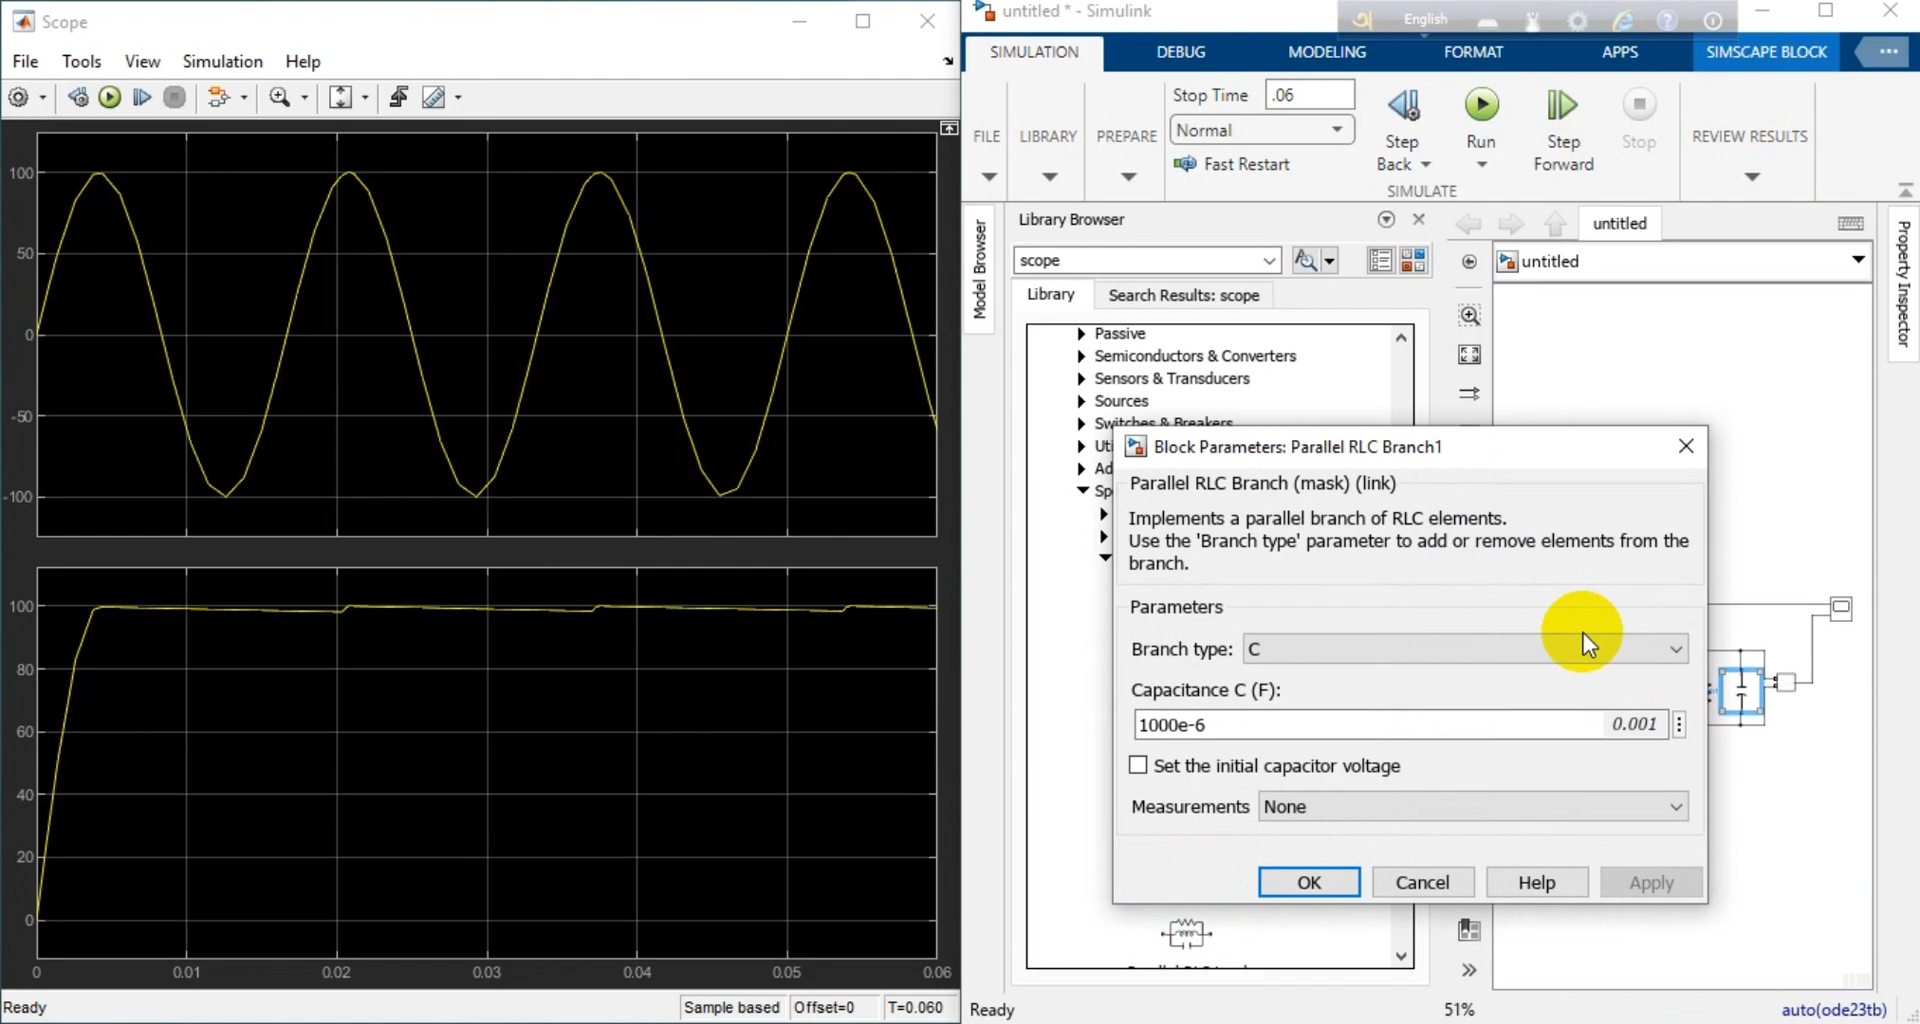 Scope
File Tools View Simulation Help
100
50
0
-50
-100
100
80
60
40
20
0
0 0.01 0.02 0.03 0.04 0.05 0.06
Ready
Sample based Offset=0 T=0.060
untitled * - Simulink
English
SIMULATION DEBUG MODELING FORMAT APPS SIMSCAPE BLOCK
FILE LIBRARY PREPARE
Stop Time .06
Normal
Fast Restart
Step Back
Run
Step Forward
Stop
SIMULATE
REVIEW RESULTS
Model Browser
Library Browser
scope
Library Search Results: scope
Passive
Semiconductors & Converters
Sensors & Transducers
Sources
Switches & Breakers
Uti
Ad
Sp
untitled
untitled
Property Inspector
Block Parameters: Parallel RLC Branch1
Parallel RLC Branch (mask) (link)
Implements a parallel branch of RLC elements.
Use the 'Branch type' parameter to add or remove elements from the
branch.
Parameters
Branch type: C
Capacitance C (F):
1000e-6 0.001
Set the initial capacitor voltage
Measurements None
OK Cancel Help Apply
Ready
51%
auto(ode23tb)